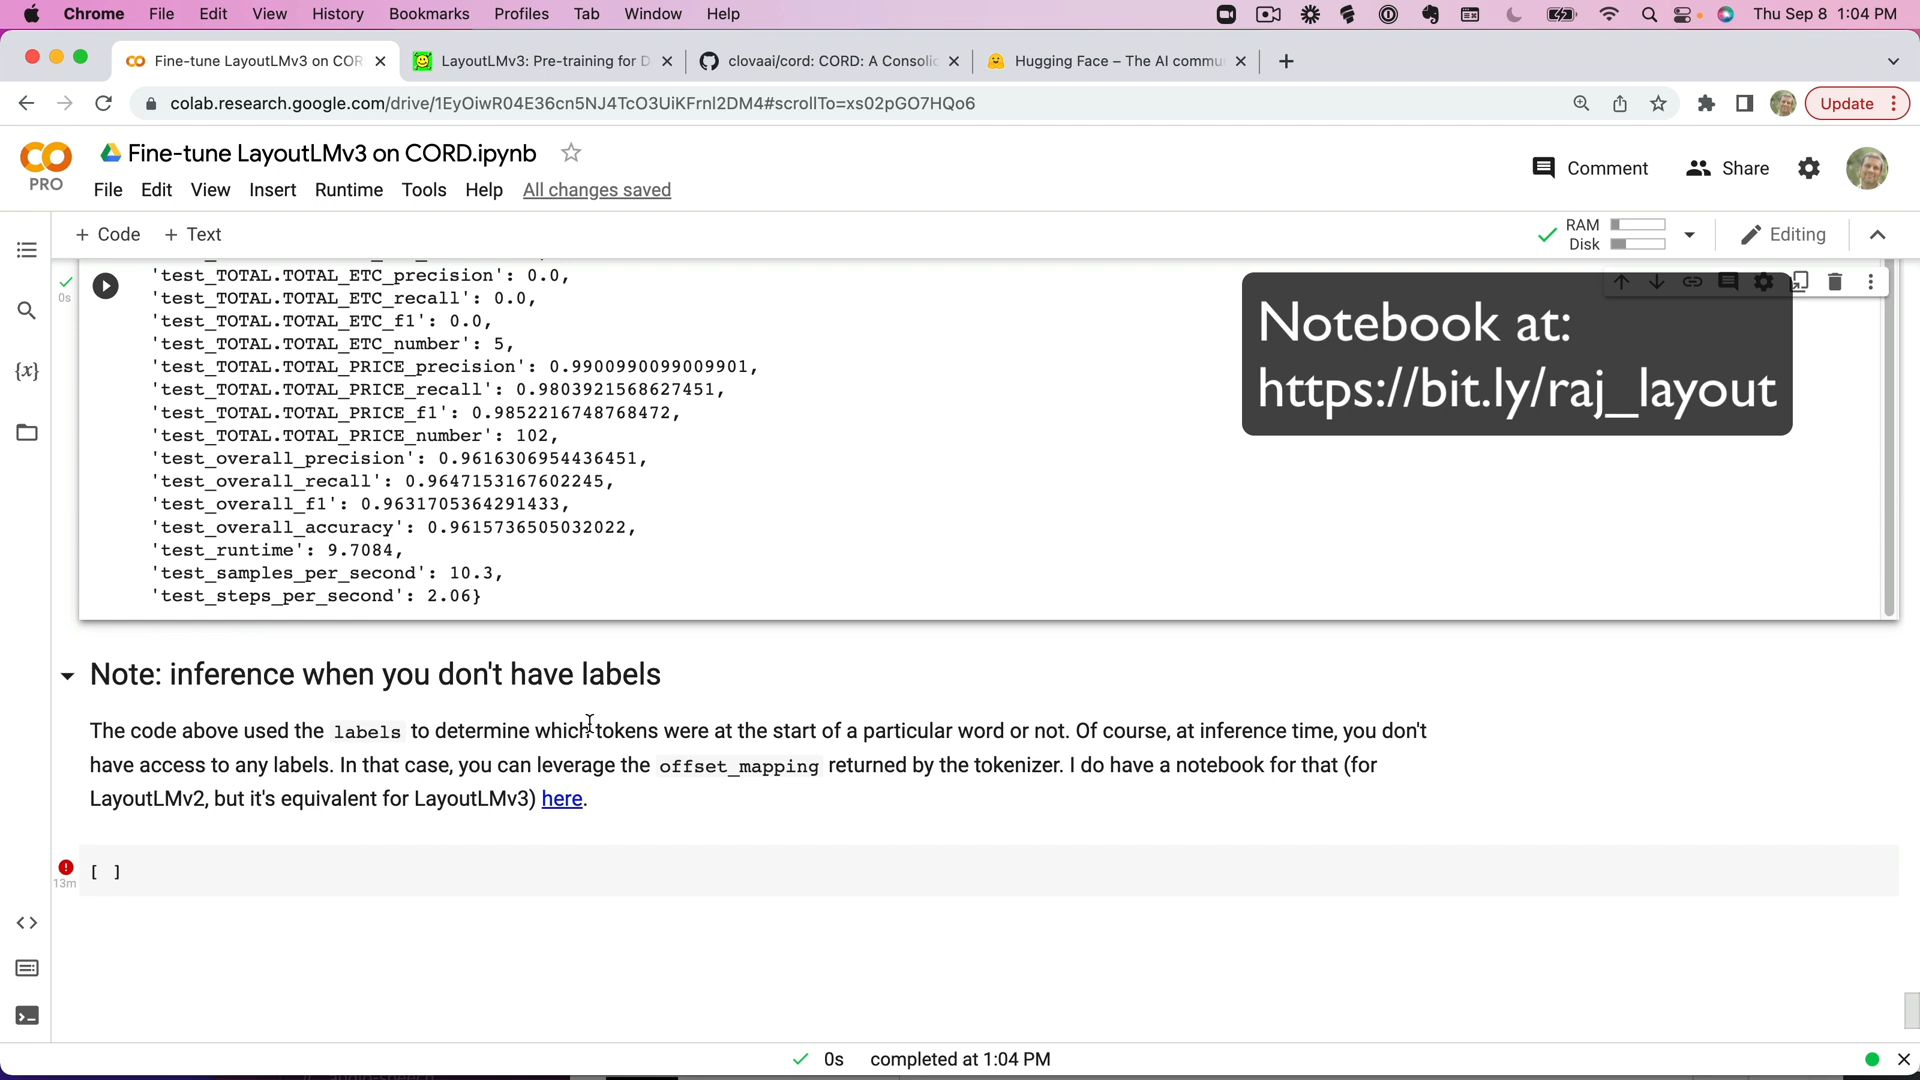 Chrome File Edit View History Bookmarks Profiles Tab Window Help Thu Sep 8 1:04 PM
Fine-tune LayoutLMv3 on COR LayoutLMv3: Pre-training for D clovaai/cord: CORD: A Consolic Hugging Face – The AI commu
colab.research.google.com/drive/1EyOiwR04E36cn5NJ4TcO3UiKFrnl2DM4#scrollTo=xs02pGO7HQo6 Update
Fine-tune LayoutLMv3 on CORD.ipynb
PRO
File Edit View Insert Runtime Tools Help All changes saved
Comment Share
+ Code + Text
RAM
Disk
Editing
0s
'test_TOTAL.TOTAL_ETC_precision': 0.0,
'test_TOTAL.TOTAL_ETC_recall': 0.0,
'test_TOTAL.TOTAL_ETC_f1': 0.0,
'test_TOTAL.TOTAL_ETC_number': 5,
'test_TOTAL.TOTAL_PRICE_precision': 0.9900990099009901,
'test_TOTAL.TOTAL_PRICE_recall': 0.9803921568627451,
'test_TOTAL.TOTAL_PRICE_f1': 0.9852216748768472,
'test_TOTAL.TOTAL_PRICE_number': 102,
'test_overall_precision': 0.9616306954436451,
'test_overall_recall': 0.9647153167602245,
'test_overall_f1': 0.9631705364291433,
'test_overall_accuracy': 0.9615736505032022,
'test_runtime': 9.7084,
'test_samples_per_second': 10.3,
'test_steps_per_second': 2.06}
Notebook at:
https://bit.ly/raj_layout
{x}
Note: inference when you don't have labels
The code above used the labels to determine which tokens were at the start of a particular word or not. Of course, at inference time, you don't
have access to any labels. In that case, you can leverage the offset_mapping returned by the tokenizer. I do have a notebook for that (for
LayoutLMv2, but it's equivalent for LayoutLMv3) here.
[ ]
13m
0s completed at 1:04 PM